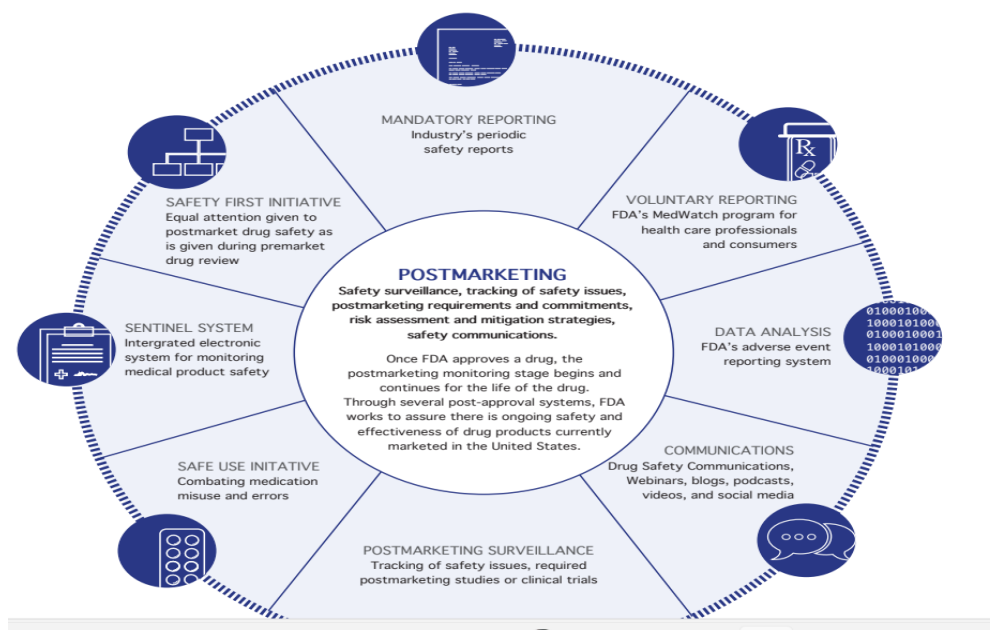 MANDATORY REPORTING
Industry's periodic
safety reports
VOLUNTARY REPORTING
FDA's MedWatch program for
health care professionals
and consumers
DATA ANALYSIS
FDA's adverse event
reporting system
COMMUNICATIONS
Drug Safety Communications,
Webinars, blogs, podcasts,
videos, and social media
POSTMARKETING SURVEILLANCE
Tracking of safety issues, required
postmarketing studies or clinical trials
SAFE USE INITATIVE
Combating medication
misuse and errors
SENTINEL SYSTEM
Intergrated electronic
system for monitoring
medical product safety
SAFETY FIRST INITIATIVE
Equal attention given to
postmarket drug safety as
is given during premarket
drug review
POSTMARKETING
Safety surveillance, tracking of safety issues,
postmarketing requirements and commitments,
risk assessment and mitigation strategies,
safety communications.
Once FDA approves a drug, the
postmarketing monitoring stage begins and
continues for the life of the drug.
Through several post-approval systems, FDA
works to assure there is ongoing safety and
effectiveness of drug products currently
marketed in the United States.
Rx
01000100
1000101000
0100010001
1000101000
010001000